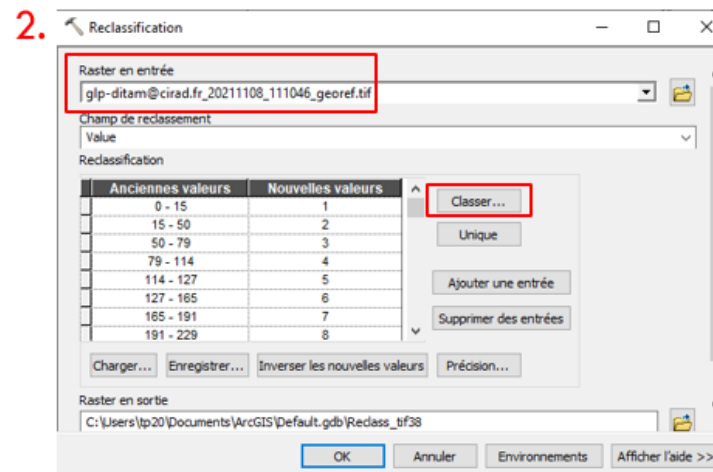 2.
Reclassification
Raster en entrée
glp-ditam@cirad.fr_20211108_111046_georef.tif
Champ de reclassement
Value
Reclassification
Anciennes valeurs Nouvelles valeurs
0 - 15 1
15 - 50 2
50 - 79 3
79 - 114 4
114 - 127 5
127 - 165 6
165 - 191 7
191 - 229 8
Classer...
Unique
Ajouter une entrée
Supprimer des entrées
Charger... Enregistrer... Inverser les nouvelles valeurs Précision...
Raster en sortie
C:\Users\tp20\Documents\ArcGIS\Default.gdb\Reclass_tif38
OK Annuler Environnements Afficher l'aide >>